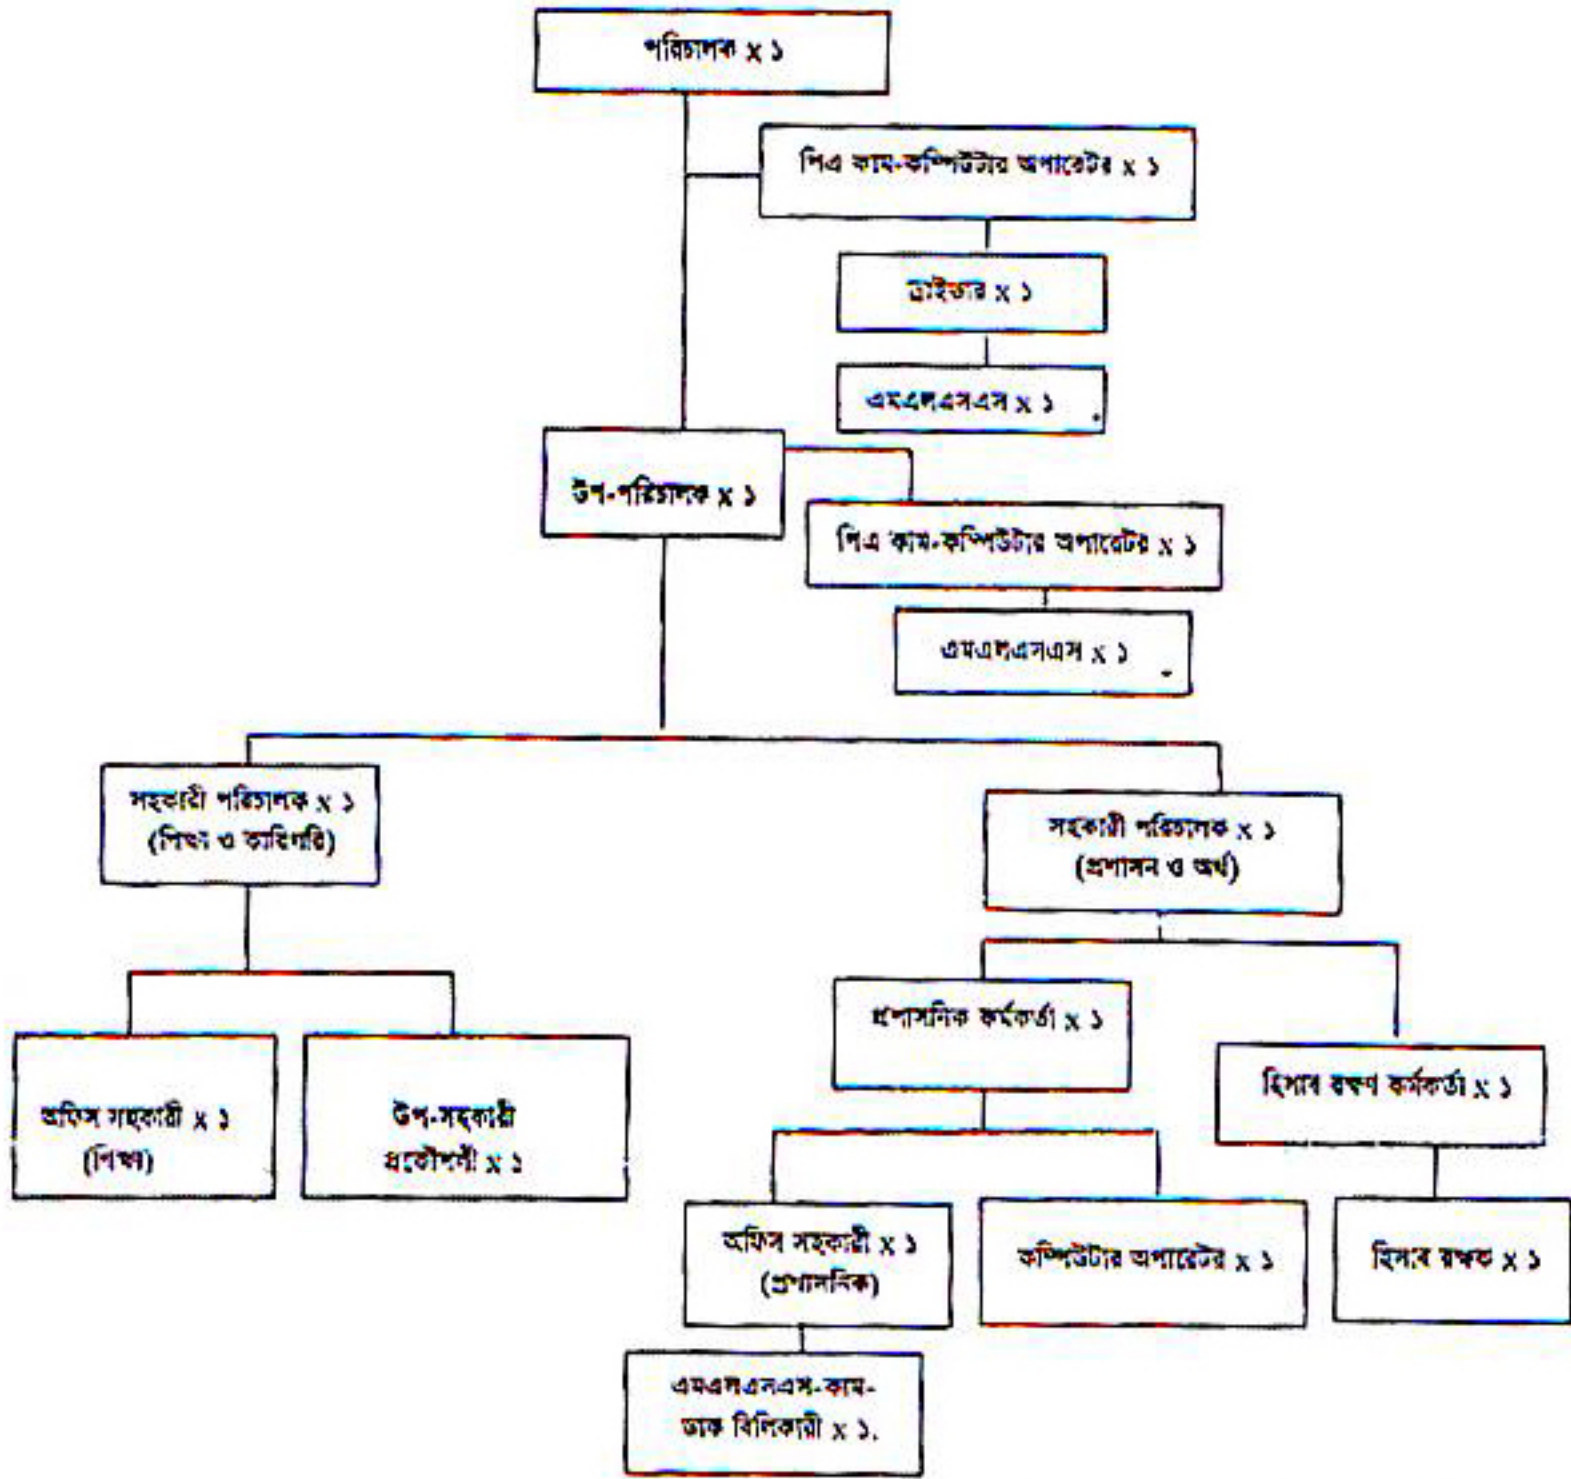 পরিচালক x ১
পিএ কাম-কম্পিউটার অপারেটর x ১
ড্রাইভার x ১
এমএলএসএস x ১
উপ-পরিচালক x ১
পিএ কাম-কম্পিউটার অপারেটর x ১
এমএলএসএস x ১
সহকারী পরিচালক x ১
(শিক্ষা ও কারিগরি)
সহকারী পরিচালক x ১
(প্রশাসন ও অর্থ)
প্রশাসনিক কর্মকর্তা x ১
হিসাব রক্ষণ কর্মকর্তা x ১
অফিস সহকারী x ১
(শিক্ষা)
উপ-সহকারী
প্রকৌশলী x ১
অফিস সহকারী x ১
(প্রশাসনিক)
কম্পিউটার অপারেটর x ১
হিসাব রক্ষক x ১
এমএলএসএস-কাম-
ডাক বিলিকারী x ১.